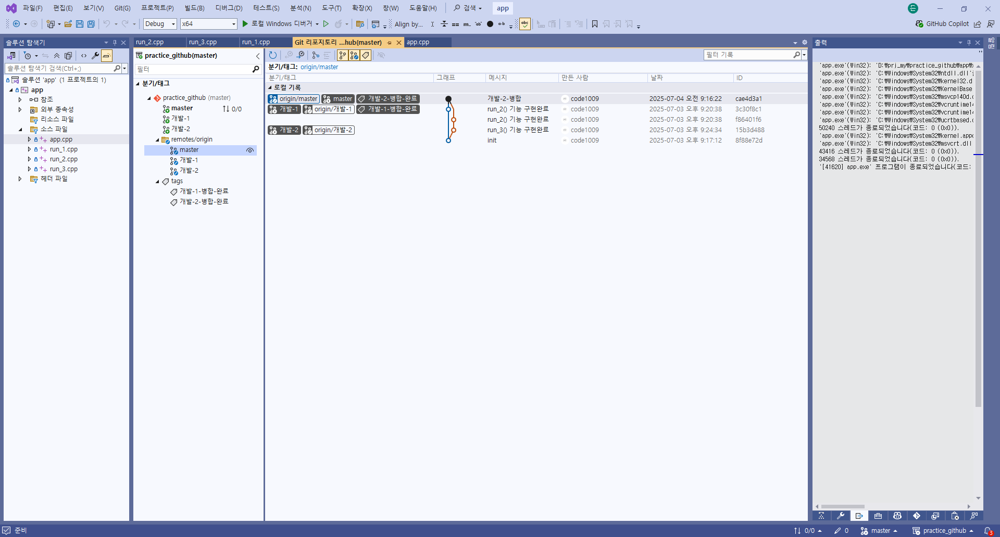 파일(F) 편집(E) 보기(V) Git(G) 프로젝트(P) 빌드(B) 디버그(D) 테스트(S) 분석(N) 도구(T) 확장(X) 창(W) 도움말(H) 검색 app
Debug x64 로컬 Windows 디버거 Align by... GitHub Copilot
솔루션 탐색기
솔루션 탐색기 검색(Ctrl+;)
솔루션 'app' (1 프로젝트의 1)
app
참조
외부 종속성
리소스 파일
소스 파일
app.cpp
run_1.cpp
run_2.cpp
run_3.cpp
헤더 파일
run_2.cpp run_3.cpp run_1.cpp Git 리포지토리 ...hub(master) app.cpp
practice_github(master)
필터
분기/태그
practice_github (master)
master 0/0
개발-1
개발-2
remotes/origin
master
개발-1
개발-2
tags
개발-1-병합-완료
개발-2-병합-완료
필터 기록
분기/태그: origin/master
분기/태그 그래프 메시지 만든 사람 날짜 ID
로컬 기록
origin/master master 개발-2-병합-완료 개발-2-병합 code1009 2025-07-04 오전 9:16:22 cae4d3a1
개발-1 origin/개발-1 개발-1-병합-완료 run_2() 기능 구현완료 code1009 2025-07-03 오후 9:20:38 3c30f8c1
run_2() 기능 구현완료 code1009 2025-07-03 오후 9:20:38 f86401f6
개발-2 origin/개발-2 run_3() 기능 구현완료 code1009 2025-07-03 오후 9:24:34 15b3d488
init code1009 2025-07-03 오후 9:17:12 8f88e72d
출력
'app.exe'(Win32): 'D:₩prj_my₩practice_github₩app₩
'app.exe'(Win32): 'C:₩Windows₩System32₩ntdll.dll'
'app.exe'(Win32): 'C:₩Windows₩System32₩kernel32.d
'app.exe'(Win32): 'C:₩Windows₩System32₩KernelBase
'app.exe'(Win32): 'C:₩Windows₩System32₩msvcp140d.
'app.exe'(Win32): 'C:₩Windows₩System32₩vcruntime14
'app.exe'(Win32): 'C:₩Windows₩System32₩vcruntime14
'app.exe'(Win32): 'C:₩Windows₩System32₩ucrtbased.
50240 스레드가 종료되었습니다(코드: 0 (0x0)).
'app.exe'(Win32): 'C:₩Windows₩System32₩kernel.appc
'app.exe'(Win32): 'C:₩Windows₩System32₩msvcrt.dll
43416 스레드가 종료되었습니다(코드: 0 (0x0)).
34568 스레드가 종료되었습니다(코드: 0 (0x0)).
'[41620] app.exe' 프로그램이 종료되었습니다(코드:
알림
준비 0/0 0 master practice_github 3